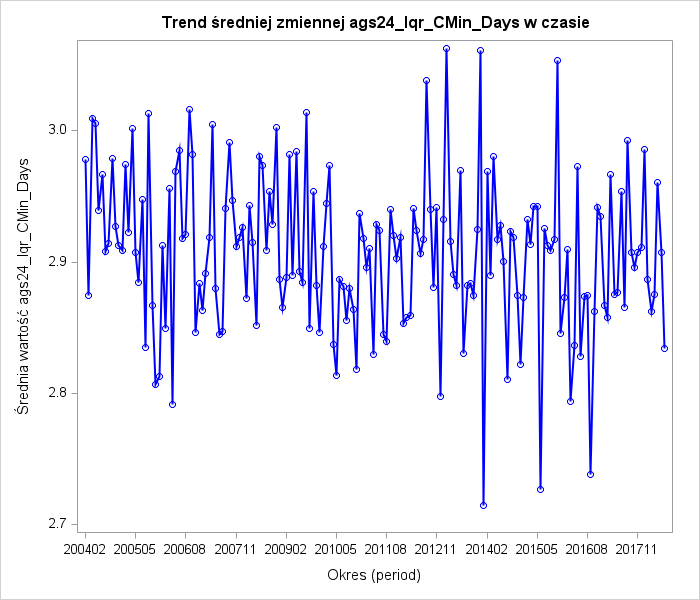 Trend średniej zmiennej ags24_Iqr_CMin_Days w czasie
Średnia wartość ags24_Iqr_CMin_Days
3.0
2.9
2.8
2.7
200402 200505 200608 200711 200902 201005 201108 201211 201402 201505 201608 201711
Okres (period)